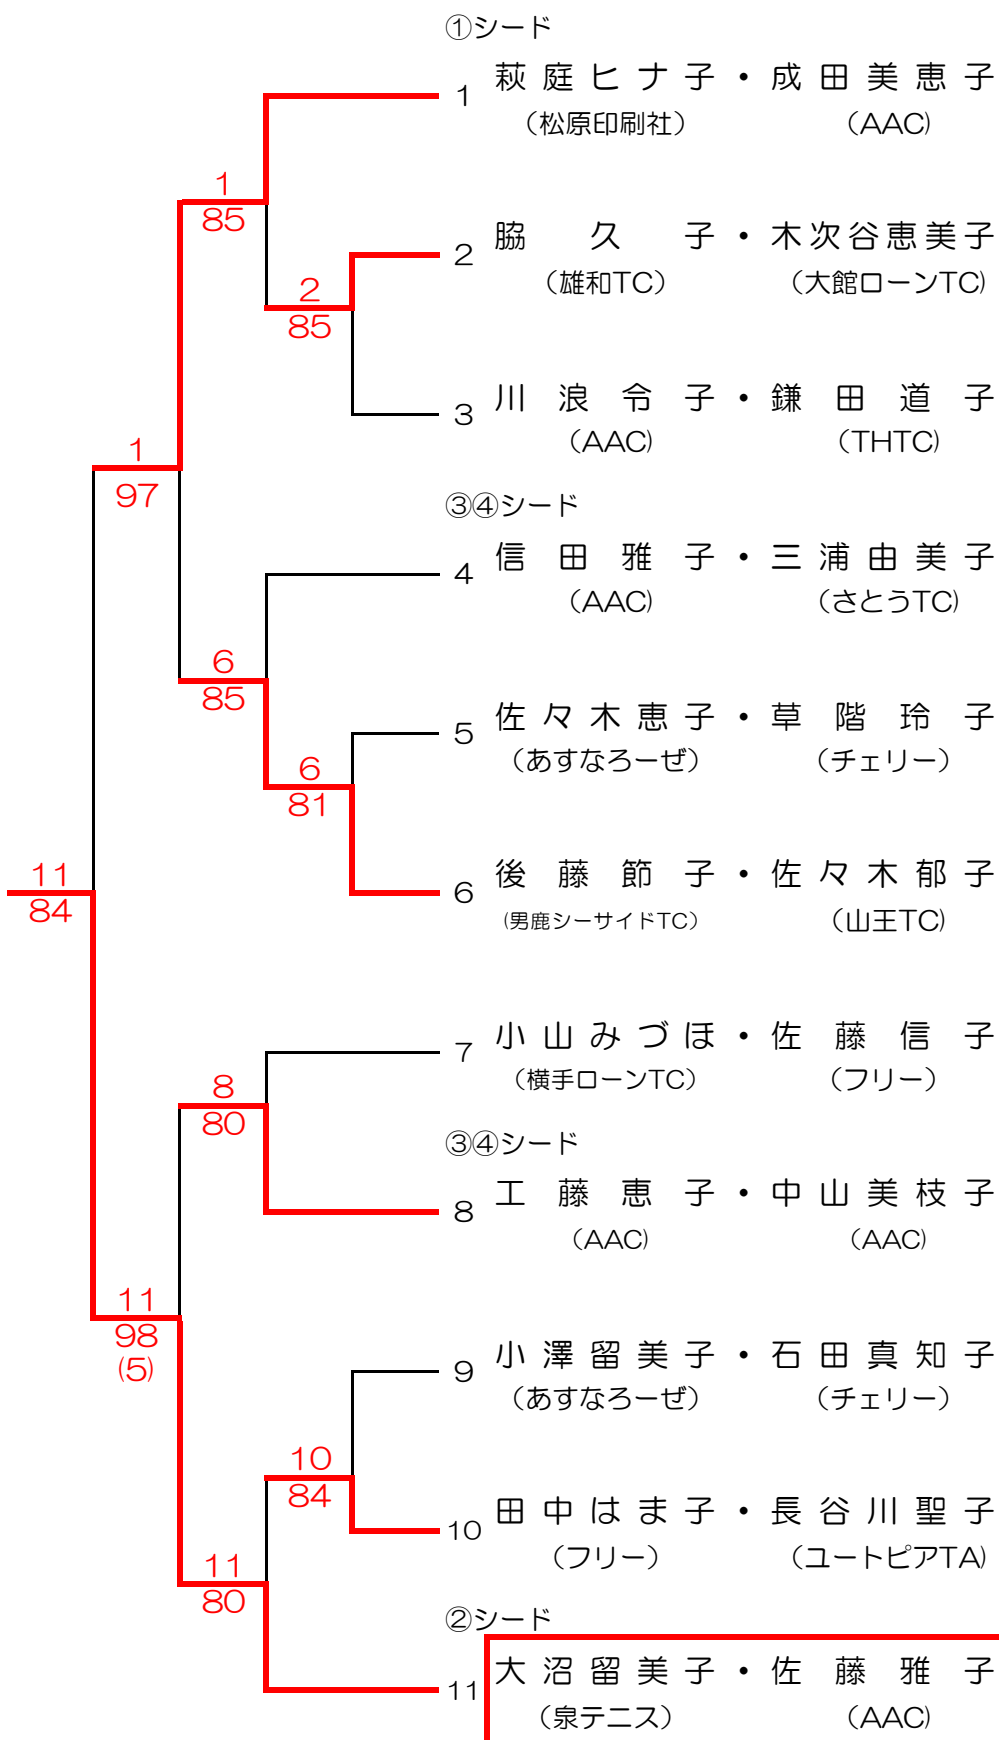 ①シード
1 萩庭ヒナ子・成田美恵子
（松原印刷社） （AAC)
1
85
2 脇久子・木次谷恵美子
（雄和TC） （大館ローンTC)
2
85
3 川浪令子・鎌田道子
（AAC) （THTC)
1
97
③④シード
4 信田雅子・三浦由美子
（AAC) （さとうTC)
6
85
5 佐々木恵子・草階玲子
（あすなろーぜ） （チェリー）
6
81
6 後藤節子・佐々木郁子
(男鹿シーサイドTC） （山王TC)
11
84
7 小山みづほ・佐藤信子
（横手ローンTC） （フリー）
8
80
③④シード
8 工藤恵子・中山美枝子
（AAC) （AAC)
11
98
(5)
9 小澤留美子・石田真知子
（あすなろーぜ） （チェリー）
10
84
10 田中はま子・長谷川聖子
（フリー） （ユートピアTA)
11
80
②シード
11 大沼留美子・佐藤雅子
（泉テニス） （AAC)